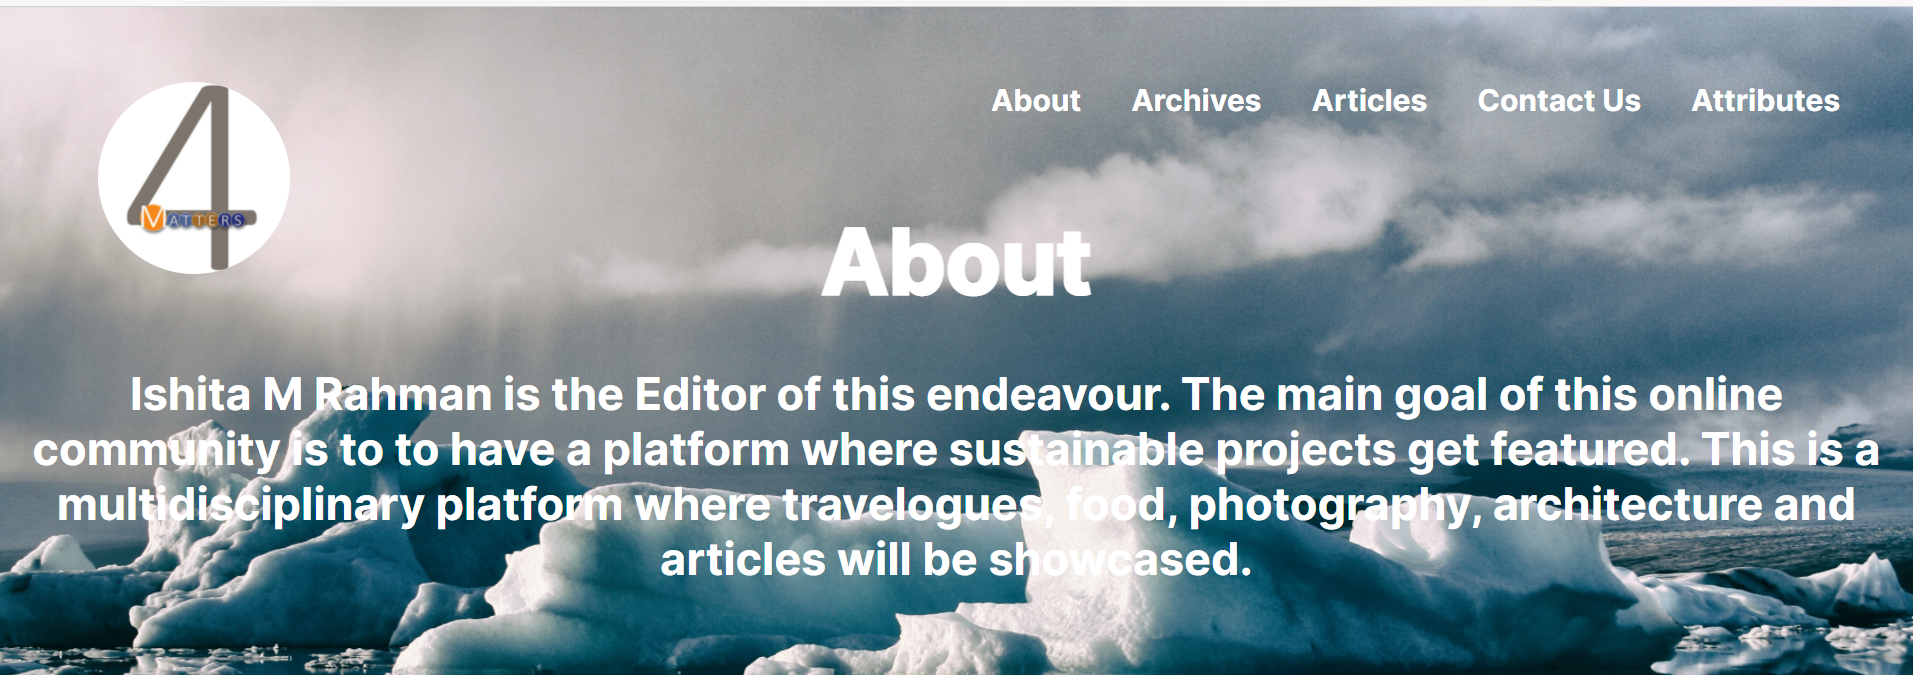 About Archives Articles Contact Us Attributes
4
MATTERS
About
Ishita M Rahman is the Editor of this endeavour. The main goal of this online
community is to to have a platform where sustainable projects get featured. This is a
multidisciplinary platform where travelogues, food, photography, architecture and
articles will be showcased.